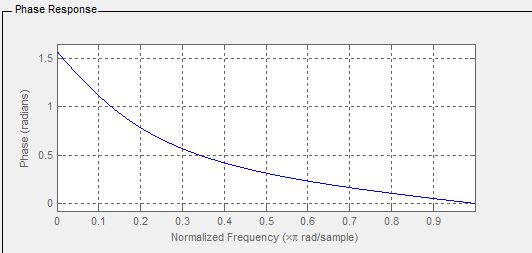 Phase Response
1.5
1
0.5
0
Phase (radians)
0 0.1 0.2 0.3 0.4 0.5 0.6 0.7 0.8 0.9
Normalized Frequency (×π rad/sample)